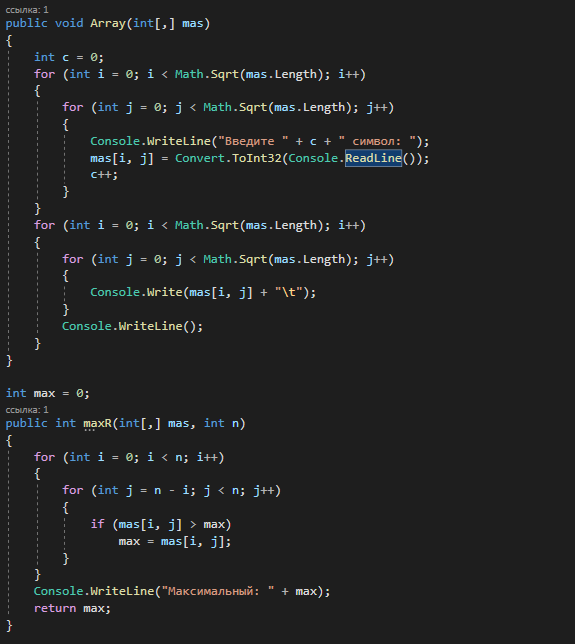 ссылка: 1
public void Array(int[,] mas)
{
    int c = 0;
    for (int i = 0; i < Math.Sqrt(mas.Length); i++)
    {
        for (int j = 0; j < Math.Sqrt(mas.Length); j++)
        {
            Console.WriteLine("Введите " + c + " символ: ");
            mas[i, j] = Convert.ToInt32(Console.ReadLine());
            c++;
        }
    }
    for (int i = 0; i < Math.Sqrt(mas.Length); i++)
    {
        for (int j = 0; j < Math.Sqrt(mas.Length); j++)
        {
            Console.Write(mas[i, j] + "\t");
        }
        Console.WriteLine();
    }
}
int max = 0;
ссылка: 1
public int maxR(int[,] mas, int n)
{
    for (int i = 0; i < n; i++)
    {
        for (int j = n - i; j < n; j++)
        {
            if (mas[i, j] > max)
                max = mas[i, j];
        }
    }
    Console.WriteLine("Максимальный: " + max);
    return max;
}